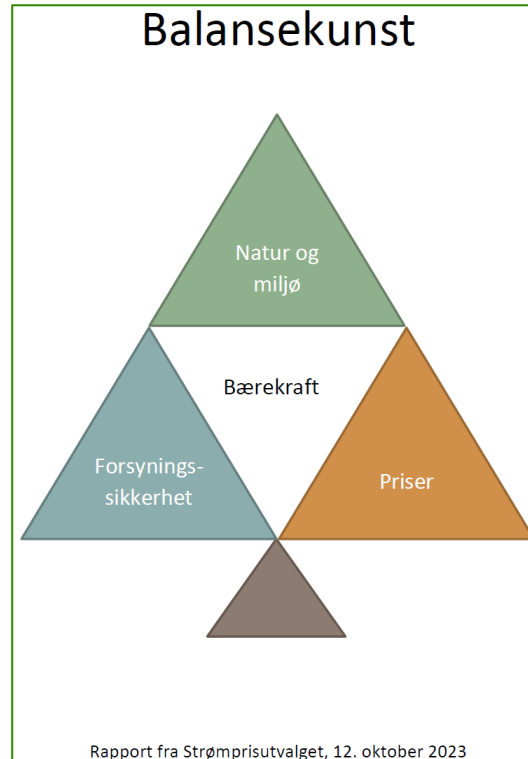 Balansekunst
Natur og
miljø
Bærekraft
Forsynings-
sikkerhet
Priser
Rapport fra Strømprisutvalget, 12. oktober 2023